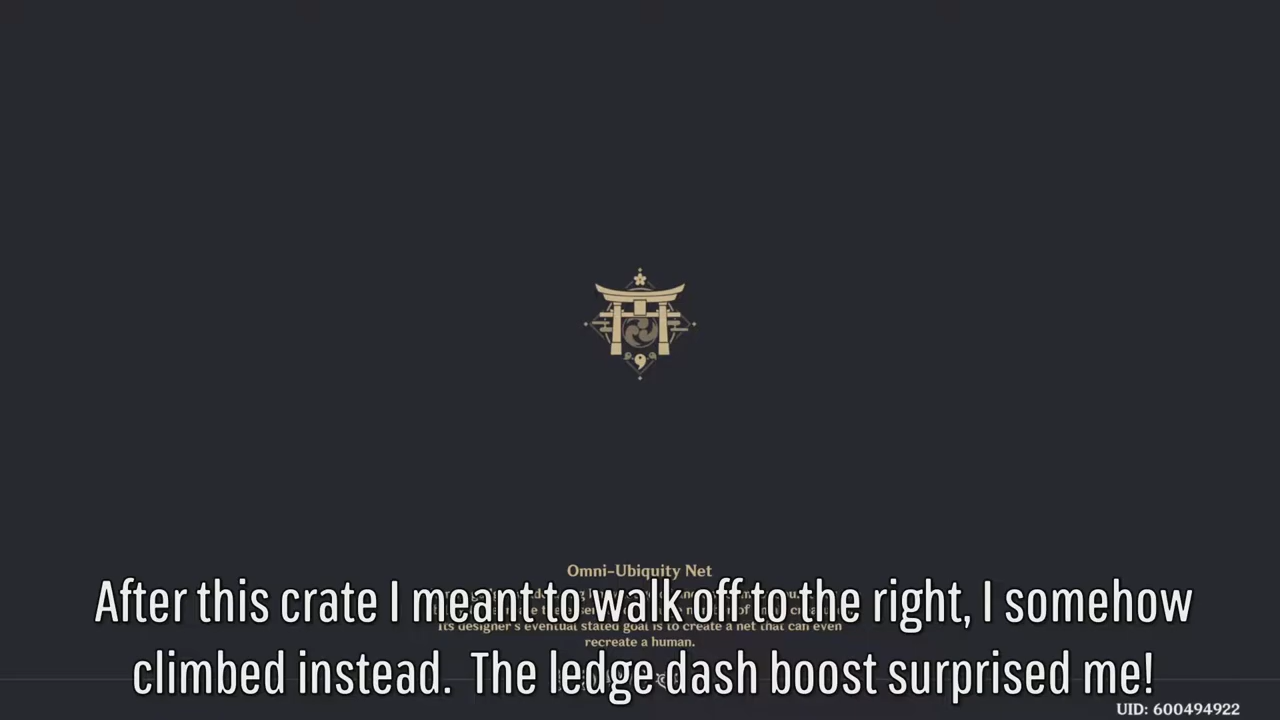 Omni-Ubiquity Net
After this crate I meant to walk off to the right, I somehow
Its designer's eventual stated goal is to create a net that can even
recreate a human.
climbed instead. The ledge dash boost surprised me!
UID: 600494922